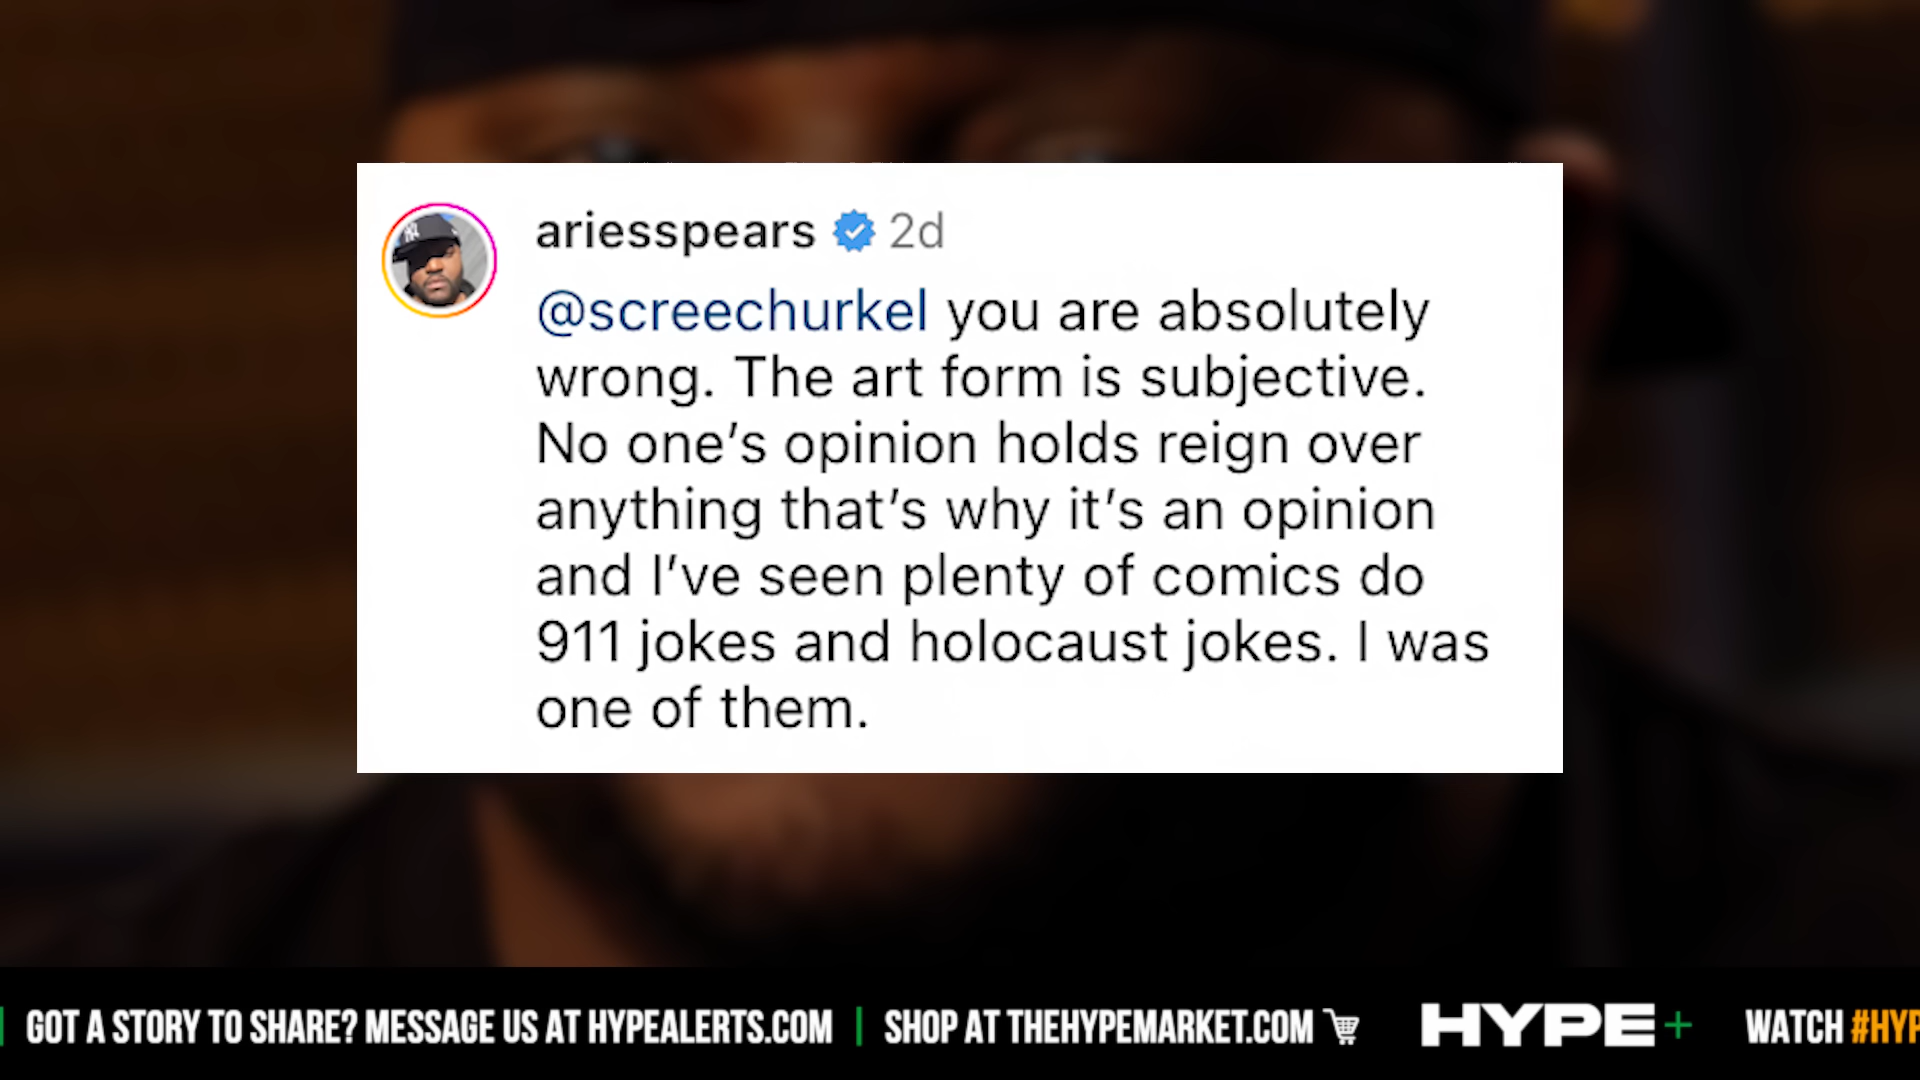 ariesspears 2d
@screechurkel you are absolutely
wrong. The art form is subjective.
No one's opinion holds reign over
anything that's why it's an opinion
and I've seen plenty of comics do
911 jokes and holocaust jokes. I was
one of them.
GOT A STORY TO SHARE? MESSAGE US AT HYPEALERTS.COM | SHOP AT THEHYPEMARKET.COM HYPE+ WATCH #HYP